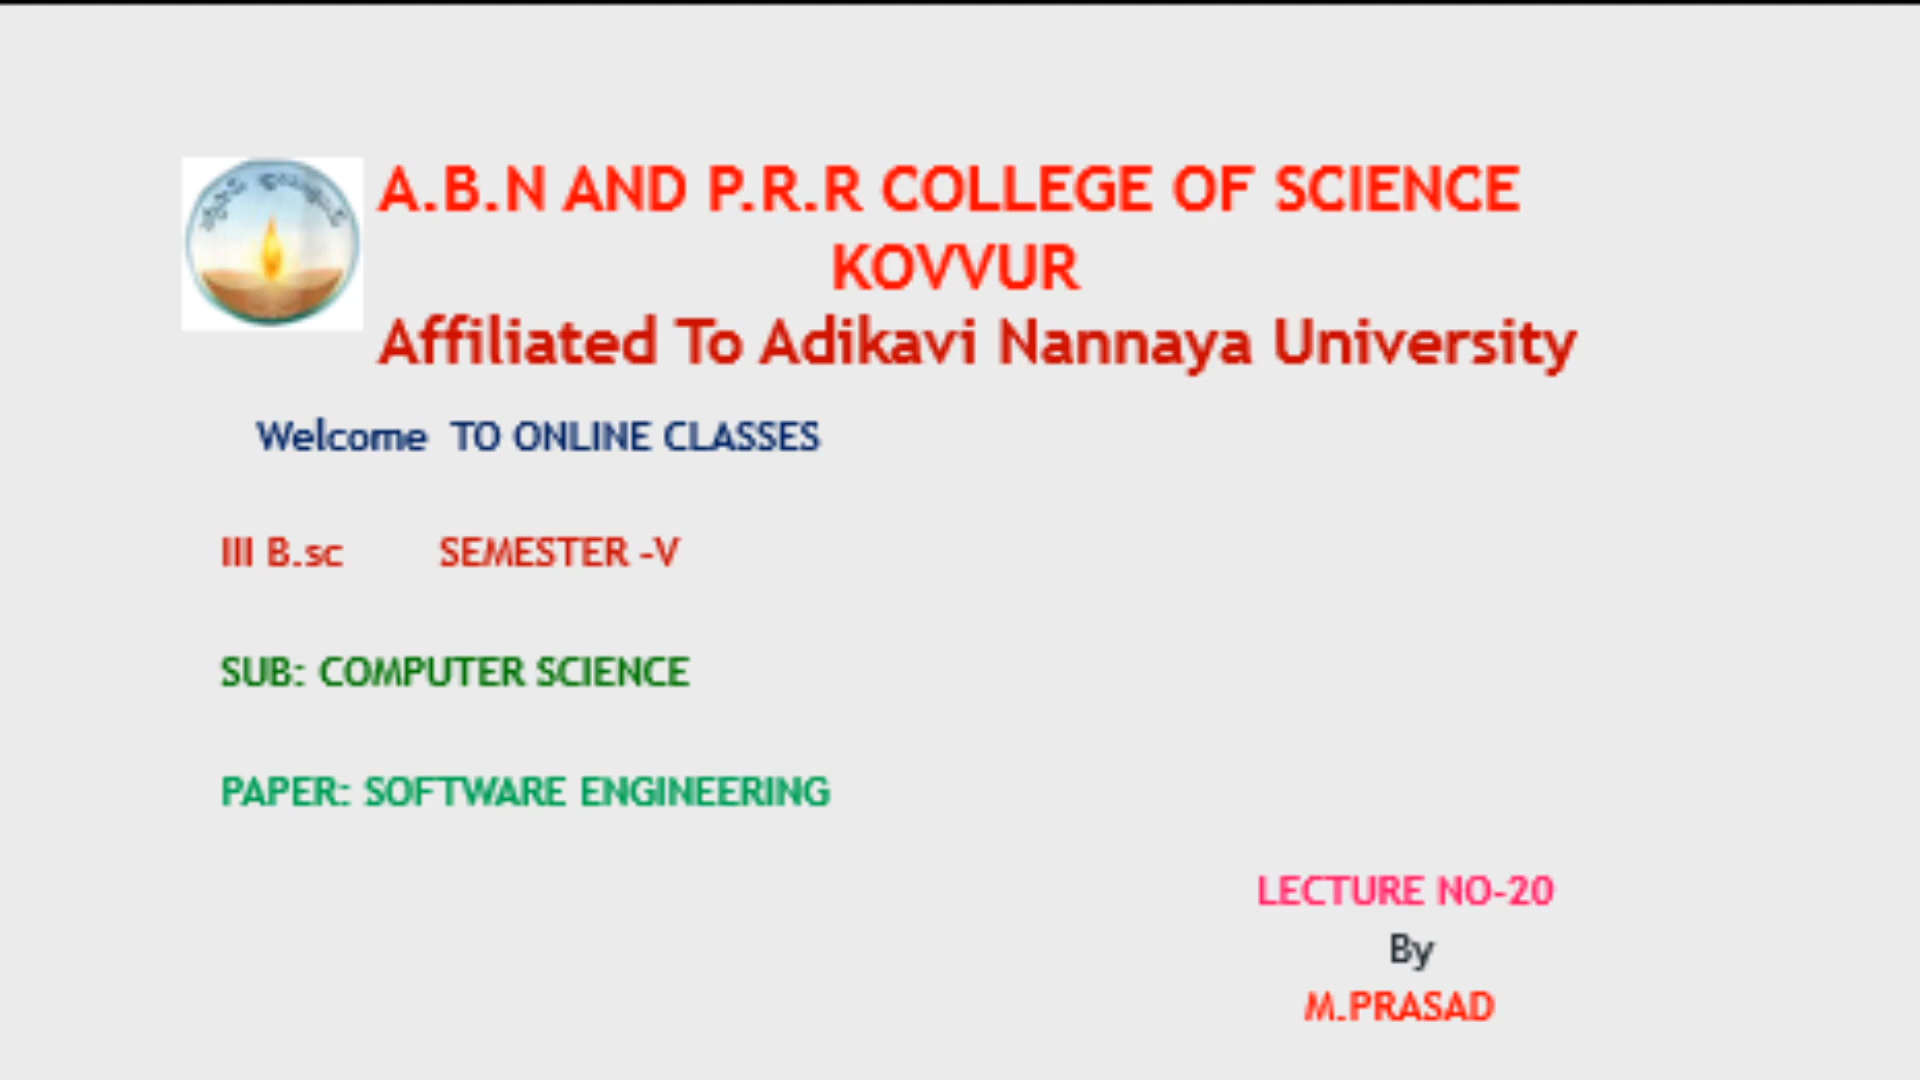 A.B.N AND P.R.R COLLEGE OF SCIENCE
KOVVUR
Affiliated To Adikavi Nannaya University
Welcome TO ONLINE CLASSES
III B.sc SEMESTER -V
SUB: COMPUTER SCIENCE
PAPER: SOFTWARE ENGINEERING
LECTURE NO-20
By
M.PRASAD